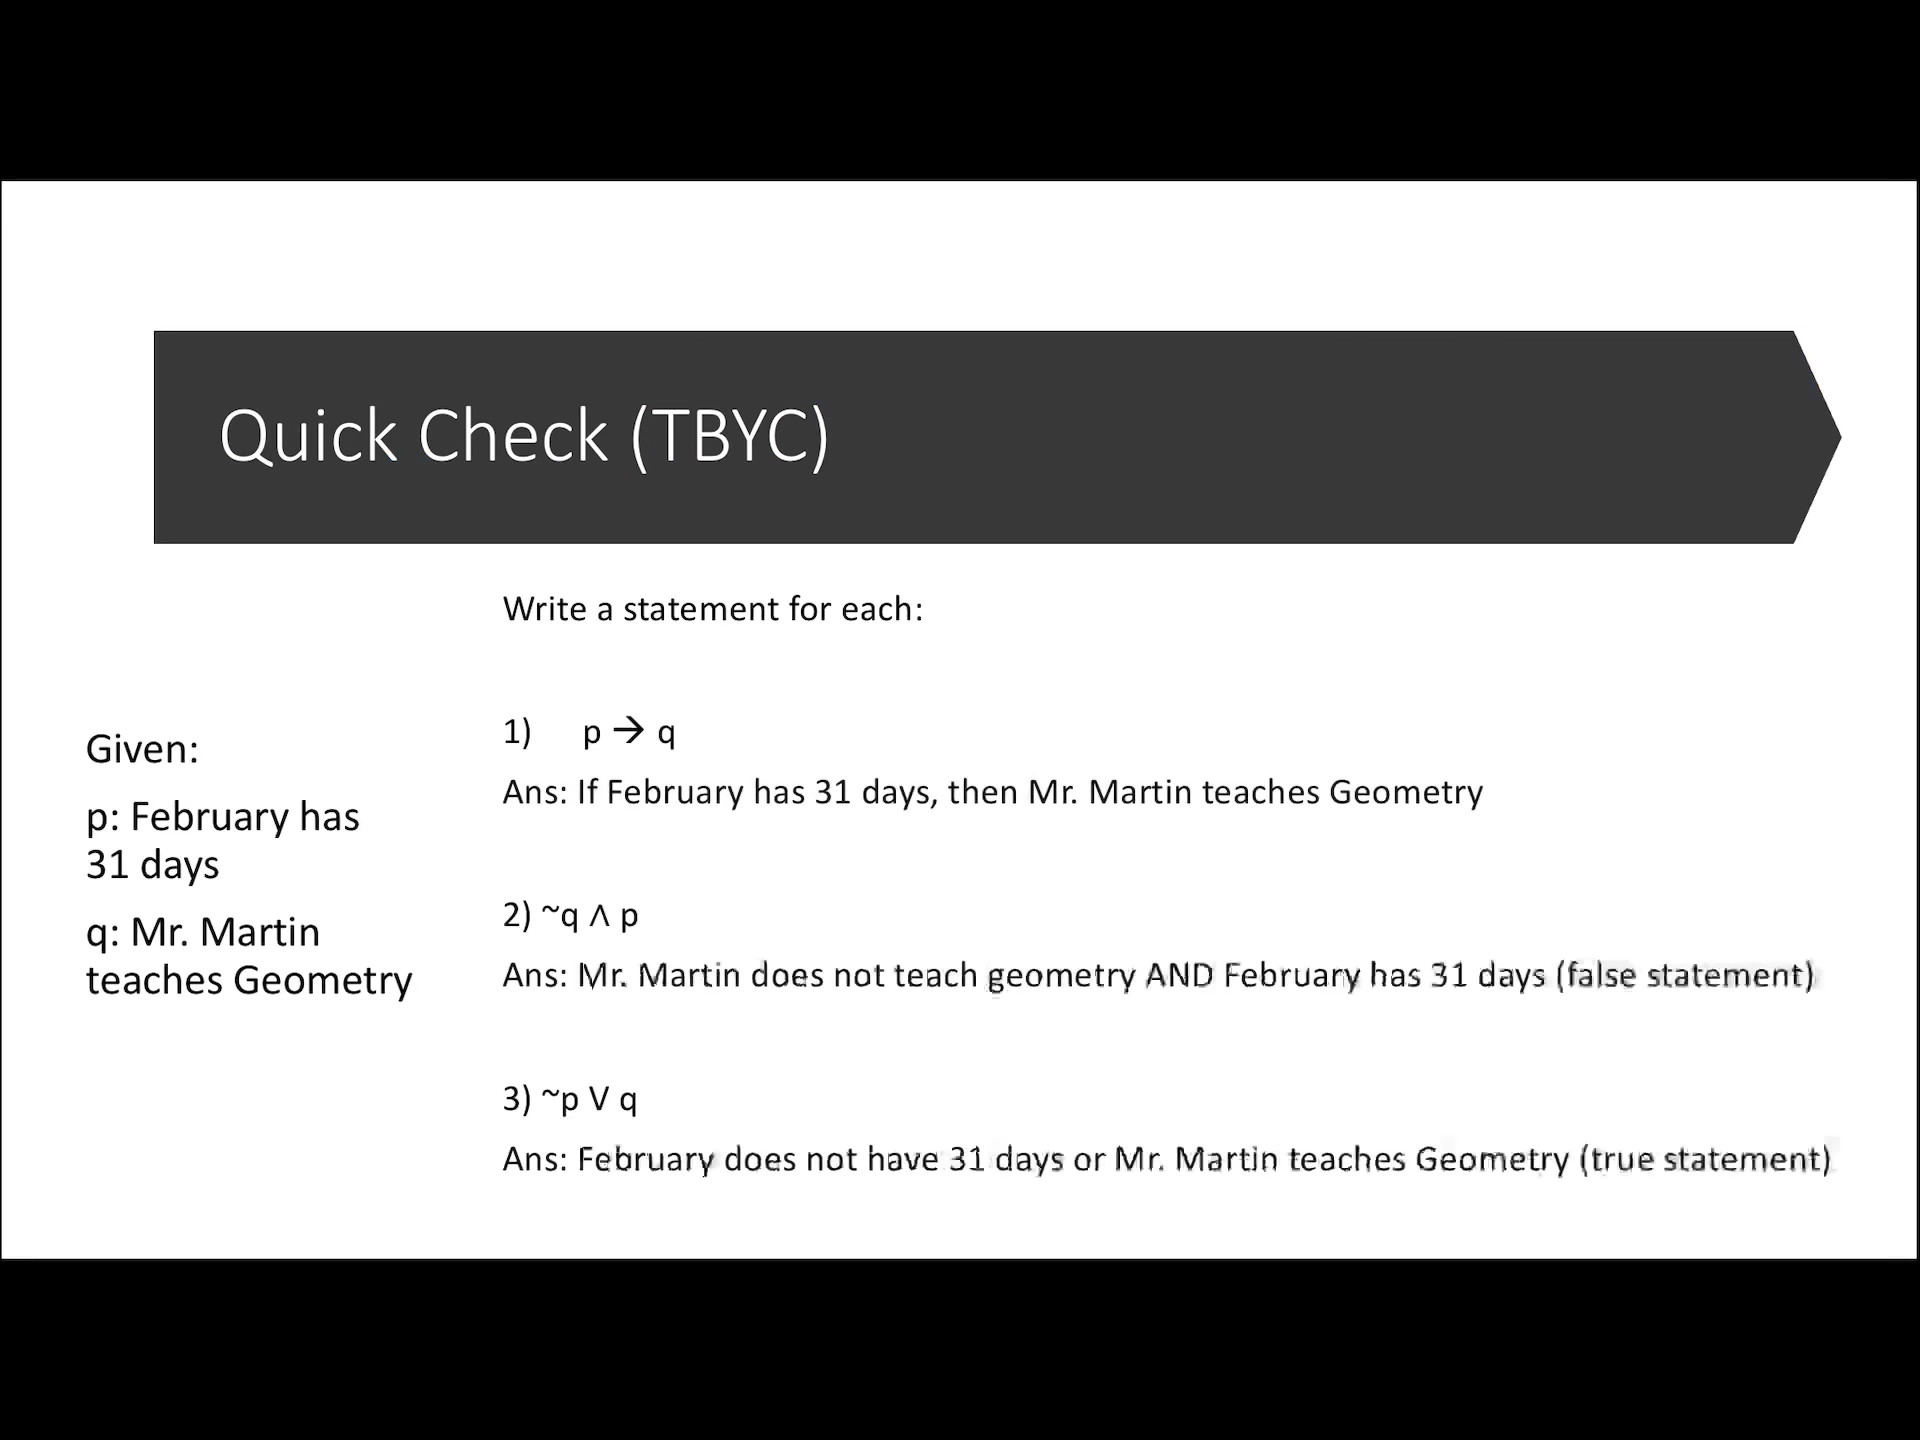 Quick Check (TBYC)
Given:
p: February has
31 days
q: Mr. Martin
teaches Geometry
Write a statement for each:
1) p → q
Ans: If February has 31 days, then Mr. Martin teaches Geometry
2) ~q ∧ p
Ans: Mr. Martin does not teach geometry AND February has 31 days (false statement)
3) ~p V q
Ans: February does not have 31 days or Mr. Martin teaches Geometry (true statement)